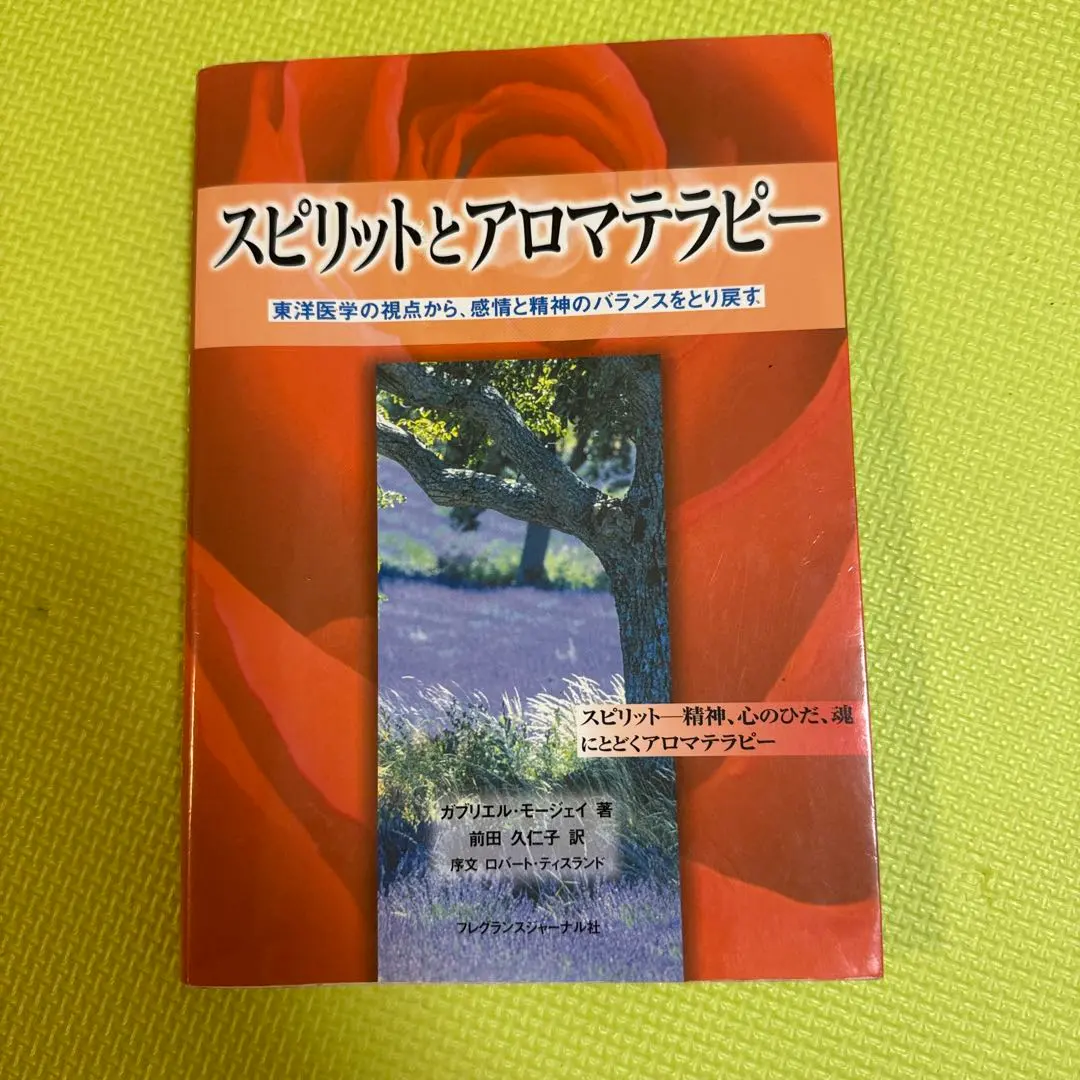 スピリットとアロマテラピー
東洋医学の視点から、感情と精神のバランスをとり戻す
スピリット―精神、心のひだ、魂
にとどくアロマテラピー
ガブリエル・モージェイ 著
前田 久仁子 訳
序文 ロバート・ティスランド
フレグランスジャーナル社